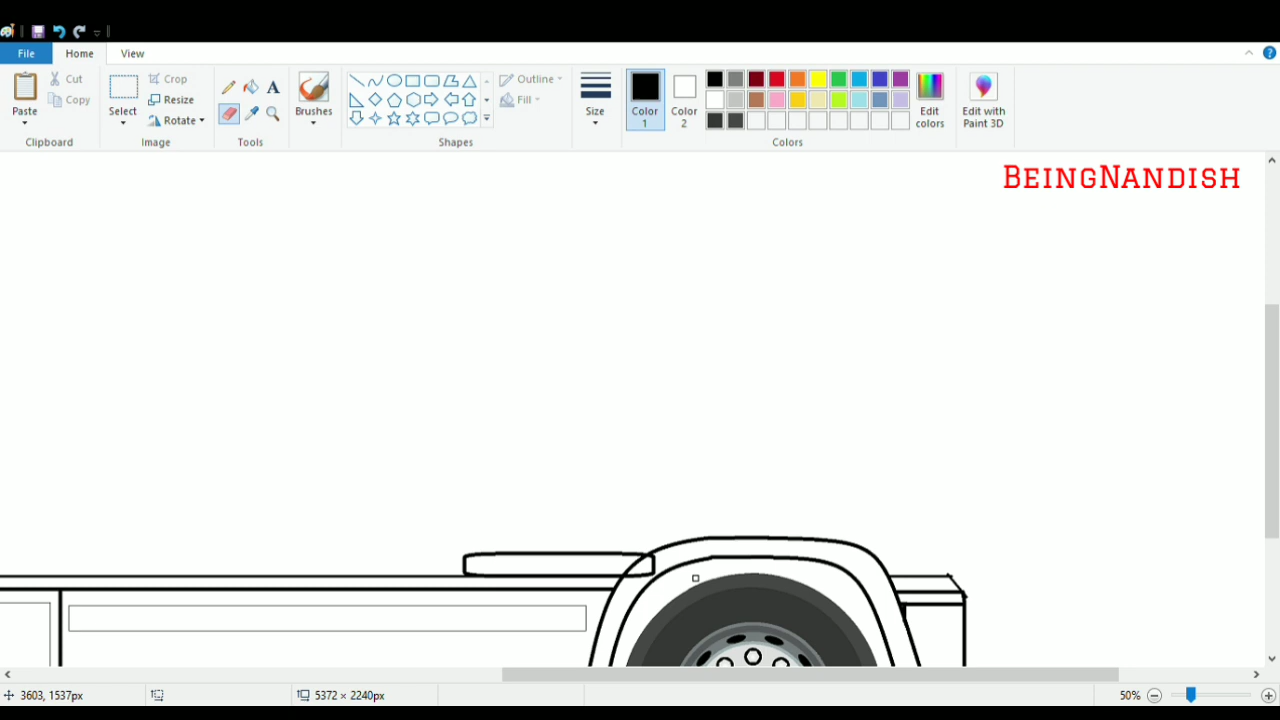 File Home View
Paste
Cut
Copy
Clipboard
Select
Crop
Resize
Rotate
Image
A
Tools
Brushes
Shapes
Outline
Fill
Size
Color
1
Color
2
Edit
colors
Colors
Edit with
Paint 3D
BeingNandish
3603, 1537px
5372 × 2240px
50%